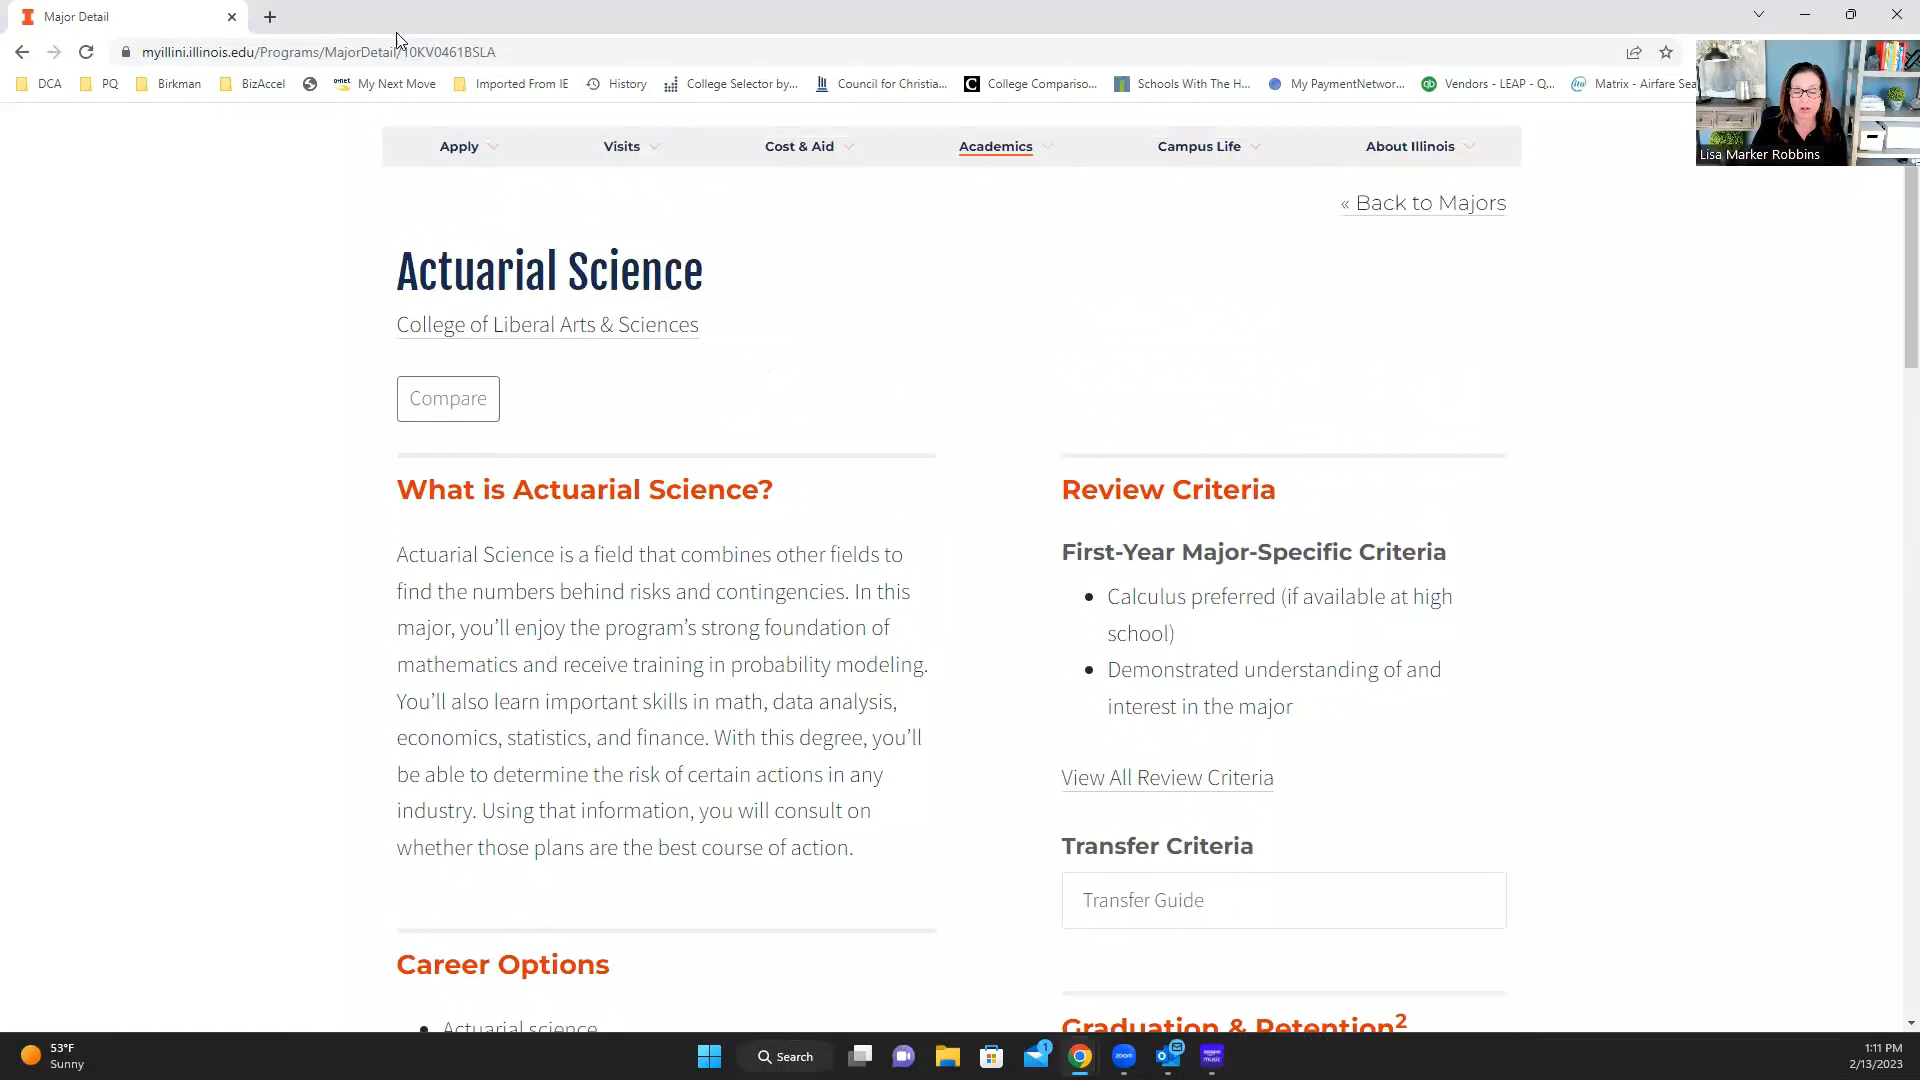 Major Detail
myillini.illinois.edu/Programs/MajorDetail/10KV0461BSLA
DCA PQ Birkman BizAccel My Next Move Imported From IE History College Selector by... Council for Christia... College Compariso... Schools With The H... My PaymentNetwor... Vendors - LEAP - Q... Matrix - Airfare Sea
Lisa Marker Robbins
Apply Visits Cost & Aid Academics Campus Life About Illinois
« Back to Majors
Actuarial Science
College of Liberal Arts & Sciences
Compare
What is Actuarial Science?
Actuarial Science is a field that combines other fields to
find the numbers behind risks and contingencies. In this
major, you'll enjoy the program's strong foundation of
mathematics and receive training in probability modeling.
You'll also learn important skills in math, data analysis,
economics, statistics, and finance. With this degree, you'll
be able to determine the risk of certain actions in any
industry. Using that information, you will consult on
whether those plans are the best course of action.
Career Options
Actuarial science
Review Criteria
First-Year Major-Specific Criteria
Calculus preferred (if available at high
school)
Demonstrated understanding of and
interest in the major
View All Review Criteria
Transfer Criteria
Transfer Guide
Graduation & Retention2
53°F
Sunny
Search
1
zoom
amazon
music
1:11 PM
2/13/2023